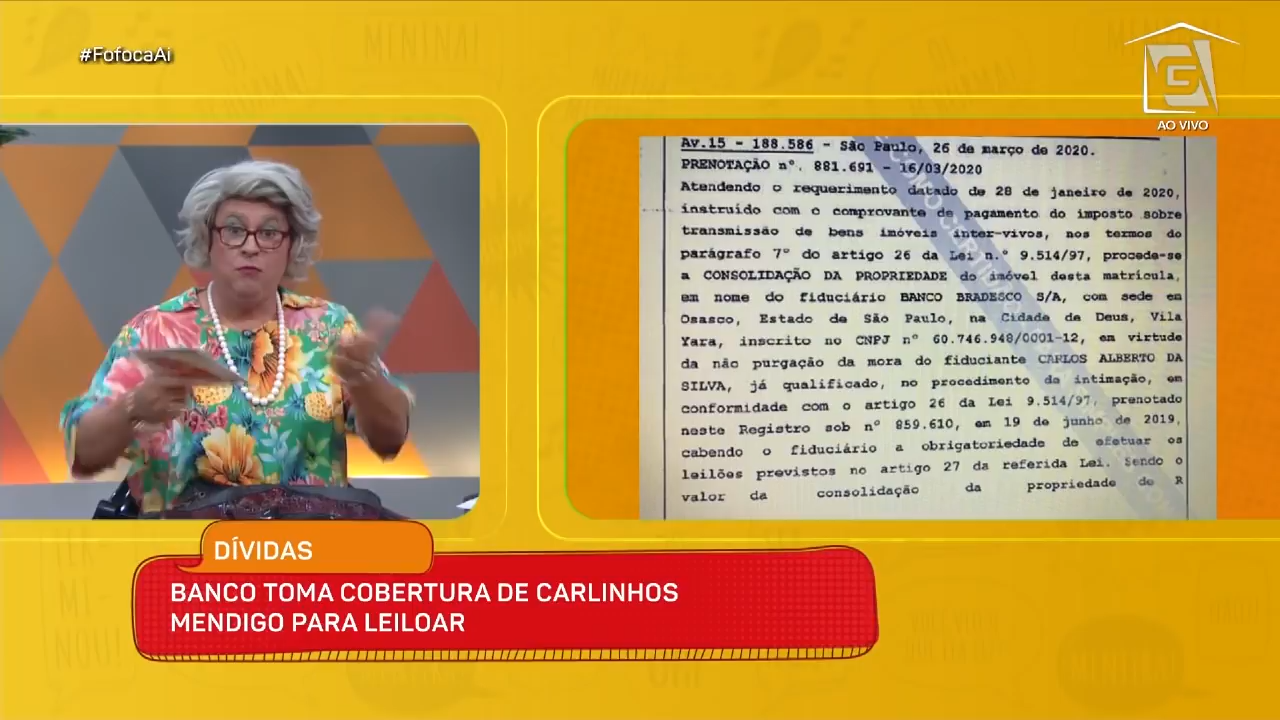 #FofocaAi
AO VIVO
Av.15 - 188.586 - São Paulo, 26 de março de 2020.
PRENOTAÇÃO nº. 881.691 - 16/03/2020
Atendendo o requerimento datado de 28 de janeiro de 2020,
instruído com o comprovante de pagamento do imposto sobre
transmissão de bens imóveis inter-vivos, nos termos do
parágrafo 7º do artigo 26 da Lei n.º 9.514/97, procede-se
a CONSOLIDAÇÃO DA PROPRIEDADE do imóvel desta matrícula,
em nome do fiduciário BANCO BRADESCO S/A, com sede em
Osasco, Estado de São Paulo, na Cidade de Deus, Vila
Yara, inscrito no CNPJ nº 60.746.948/0001-12, em virtude
da não purgação da mora do fiduciante CARLOS ALBERTO DA
SILVA, já qualificado, no procedimento de intimação, em
conformidade com o artigo 26 da Lei 9.514/97, prenotado
neste Registro sob nº 859.610, em 19 de junho de 2019,
cabendo o fiduciário a obrigatoriedade de efetuar os
leilões previstos no artigo 27 da referida Lei. Sendo o
valor da consolidação da propriedade de R
DÍVIDAS
BANCO TOMA COBERTURA DE CARLINHOS
MENDIGO PARA LEILOAR